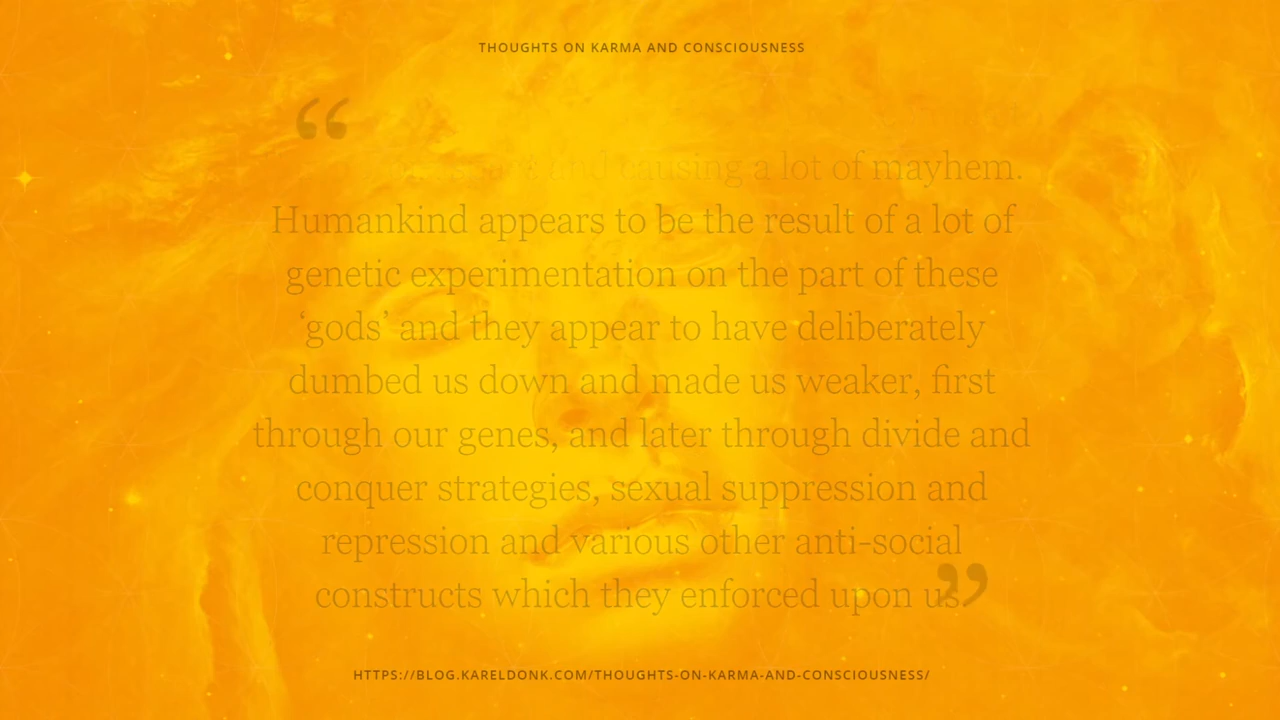 THOUGHTS ON KARMA AND CONSCIOUSNESS
“
and causing a lot of mayhem.
Humankind appears to be the result of a lot of
genetic experimentation on the part of these
‘gods’ and they appear to have deliberately
dumbed us down and made us weaker, first
through our genes, and later through divide and
conquer strategies, sexual suppression and
repression and various other anti-social
constructs which they enforced upon us.”
HTTPS://BLOG.KARELDONK.COM/THOUGHTS-ON-KARMA-AND-CONSCIOUSNESS/